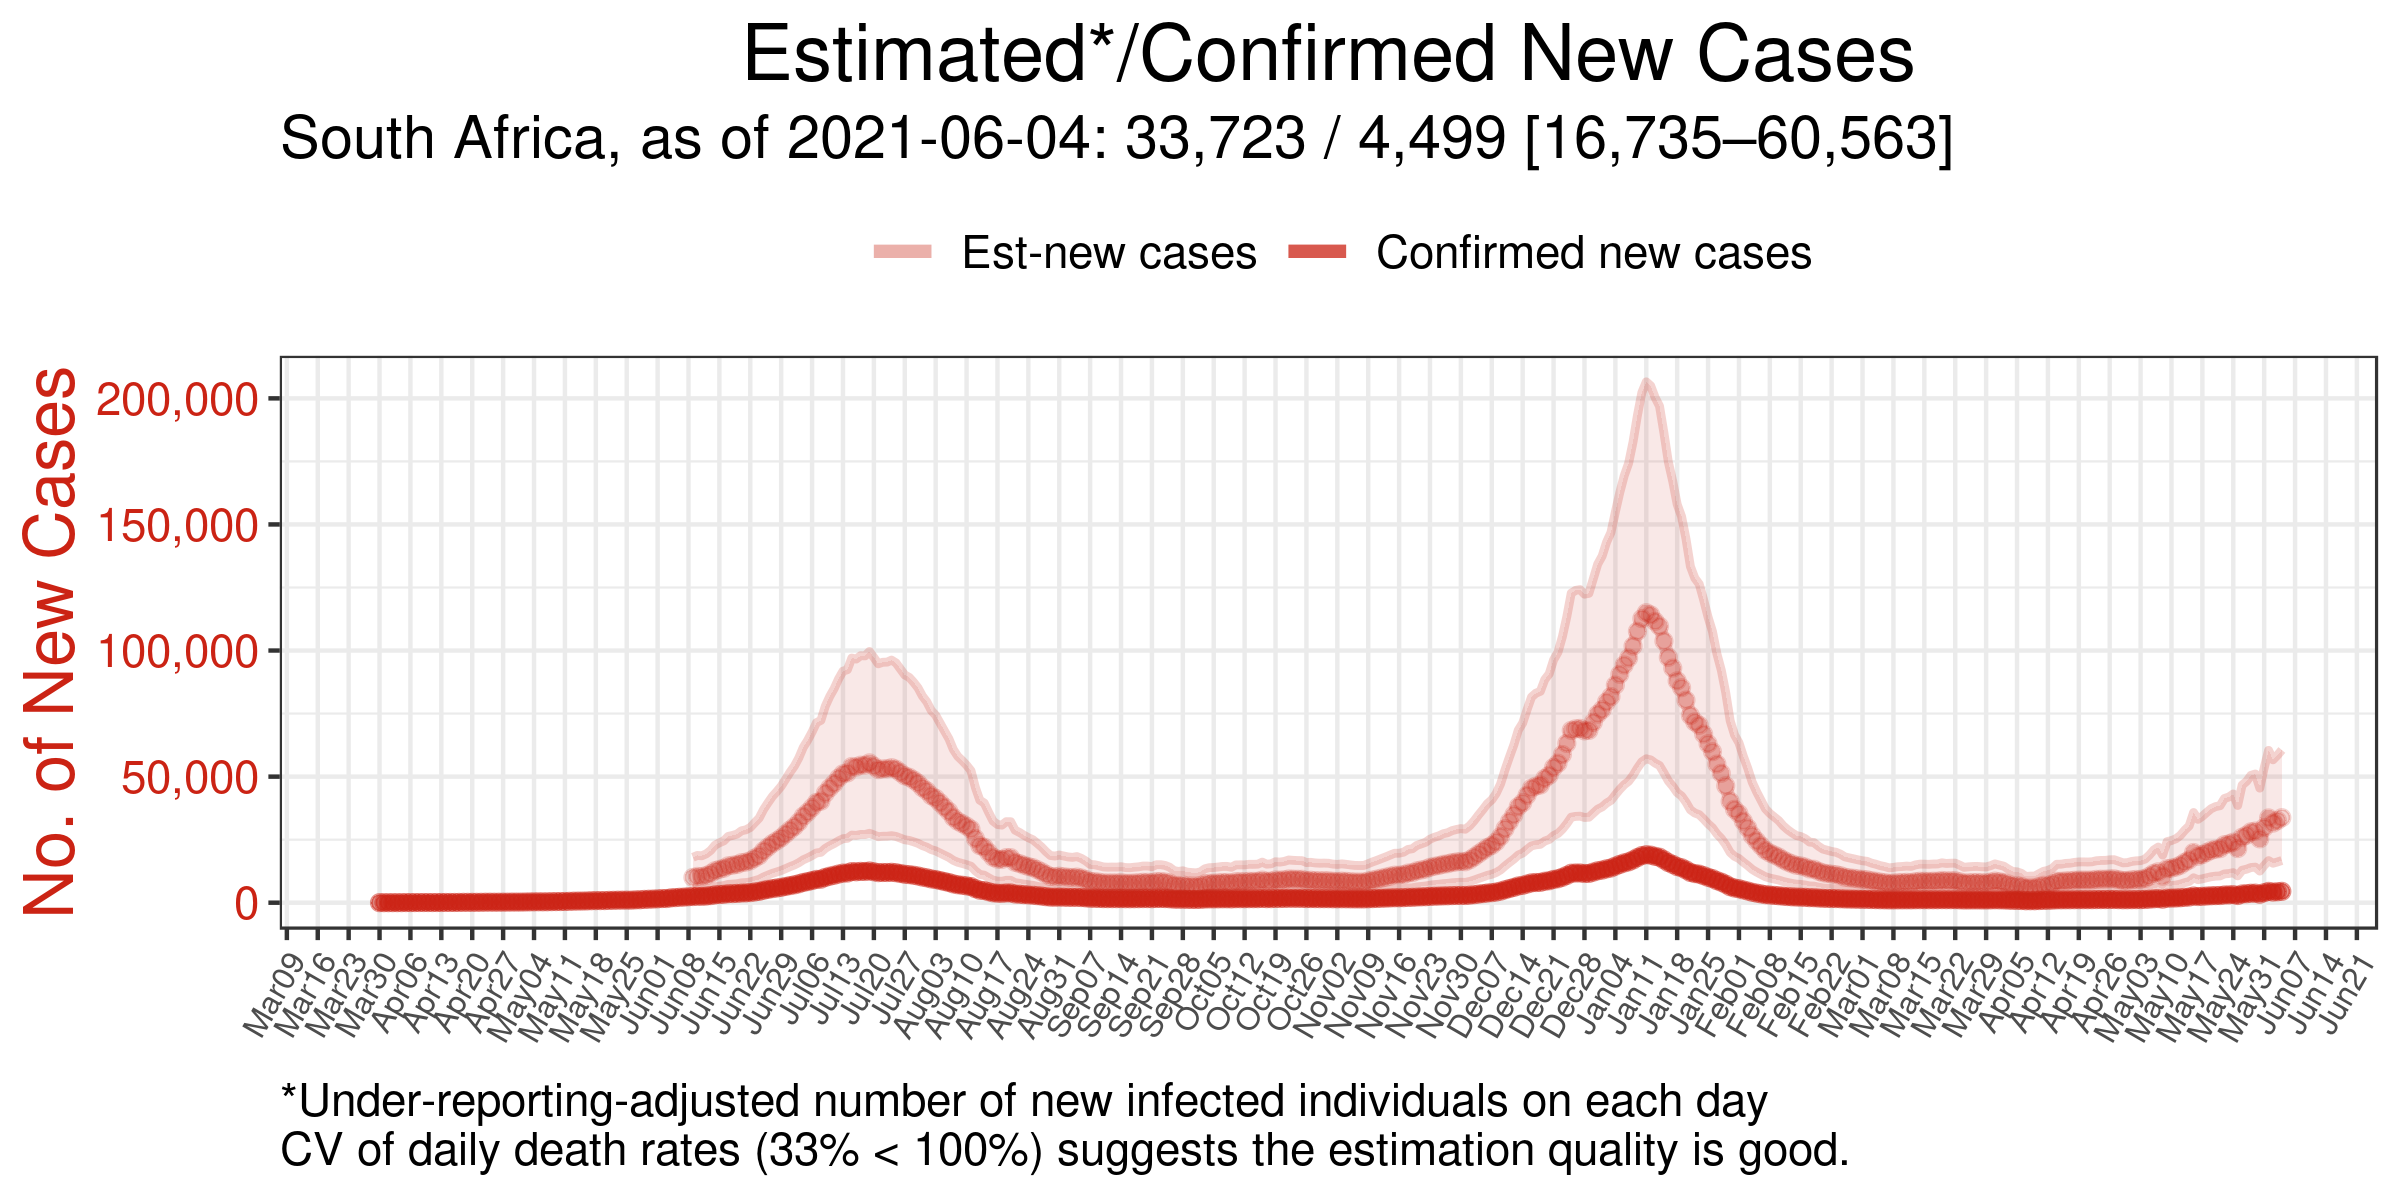 Estimated*/Confirmed New Cases
South Africa, as of 2021-06-04: 33,723 / 4,499 [16,735–60,563]
Est-new cases
Confirmed new cases
No. of New Cases
200,000
150,000
100,000
50,000
0
Mar09
Mar16
Mar23
Mar30
Apr06
Apr13
Apr20
Apr27
May04
May11
May18
May25
Jun01
Jun08
Jun15
Jun22
Jun29
Jul06
Jul13
Jul20
Jul27
Aug03
Aug10
Aug17
Aug24
Aug31
Sep07
Sep14
Sep21
Sep28
Oct05
Oct12
Oct19
Oct26
Nov02
Nov09
Nov16
Nov23
Nov30
Dec07
Dec14
Dec21
Dec28
Jan04
Jan11
Jan18
Jan25
Feb01
Feb08
Feb15
Feb22
Mar01
Mar08
Mar15
Mar22
Mar29
Apr05
Apr12
Apr19
Apr26
May03
May10
May17
May24
May31
Jun07
Jun14
Jun21
*Under-reporting-adjusted number of new infected individuals on each day
CV of daily death rates (33% < 100%) suggests the estimation quality is good.